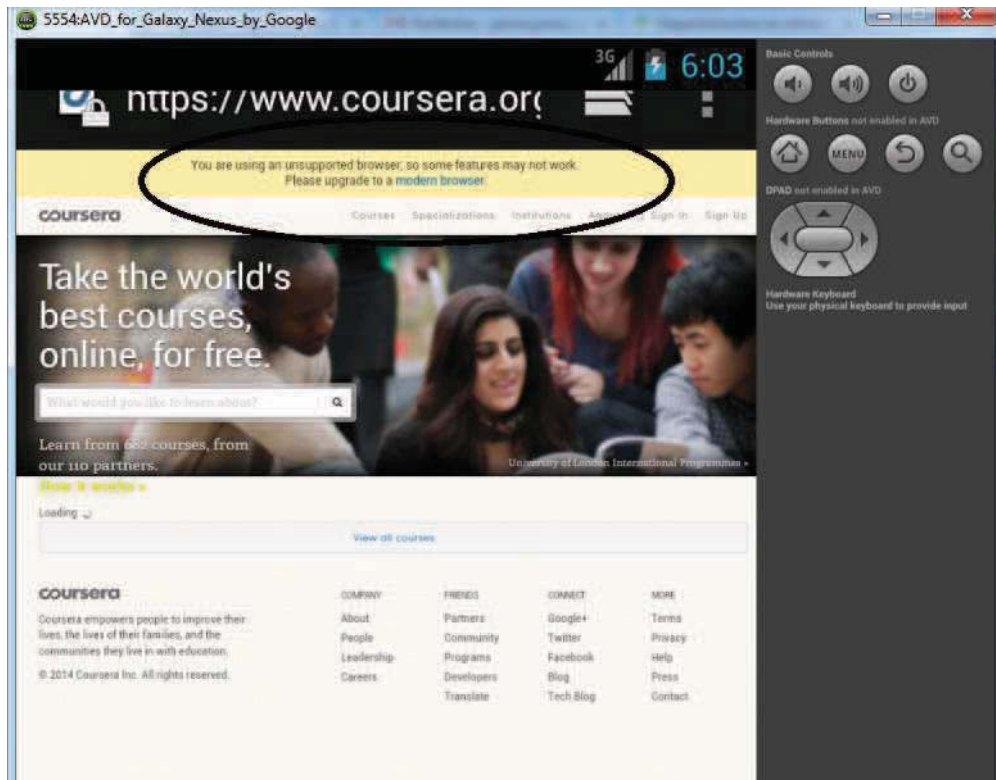 5554:AVD_for_Galaxy_Nexus_by_Google
3G 6:03
https://www.coursera.org
You are using an unsupported browser, so some features may not work.
Please upgrade to a modern browser.
coursera Courses Specializations Institutions Sign In Sign Up
Take the world's
best courses,
online, for free.
What would you like to learn about?
Learn from 682 courses, from
our 110 partners.
University of London International Programmes »
How it works »
Loading
View all courses
coursera
Coursera empowers people to improve their
lives, the lives of their families, and the
communities they live in with education.
© 2014 Coursera Inc. All rights reserved.
COMPANY
About
People
Leadership
Careers
FRIENDS
Partners
Community
Programs
Developers
Translate
CONNECT
Google+
Twitter
Facebook
Blog
Tech Blog
MORE
Terms
Privacy
Help
Press
Contact
Basic Controls
Hardware Buttons not enabled in AVD
MENU
DPAD not enabled in AVD
Hardware Keyboard
Use your physical keyboard to provide input